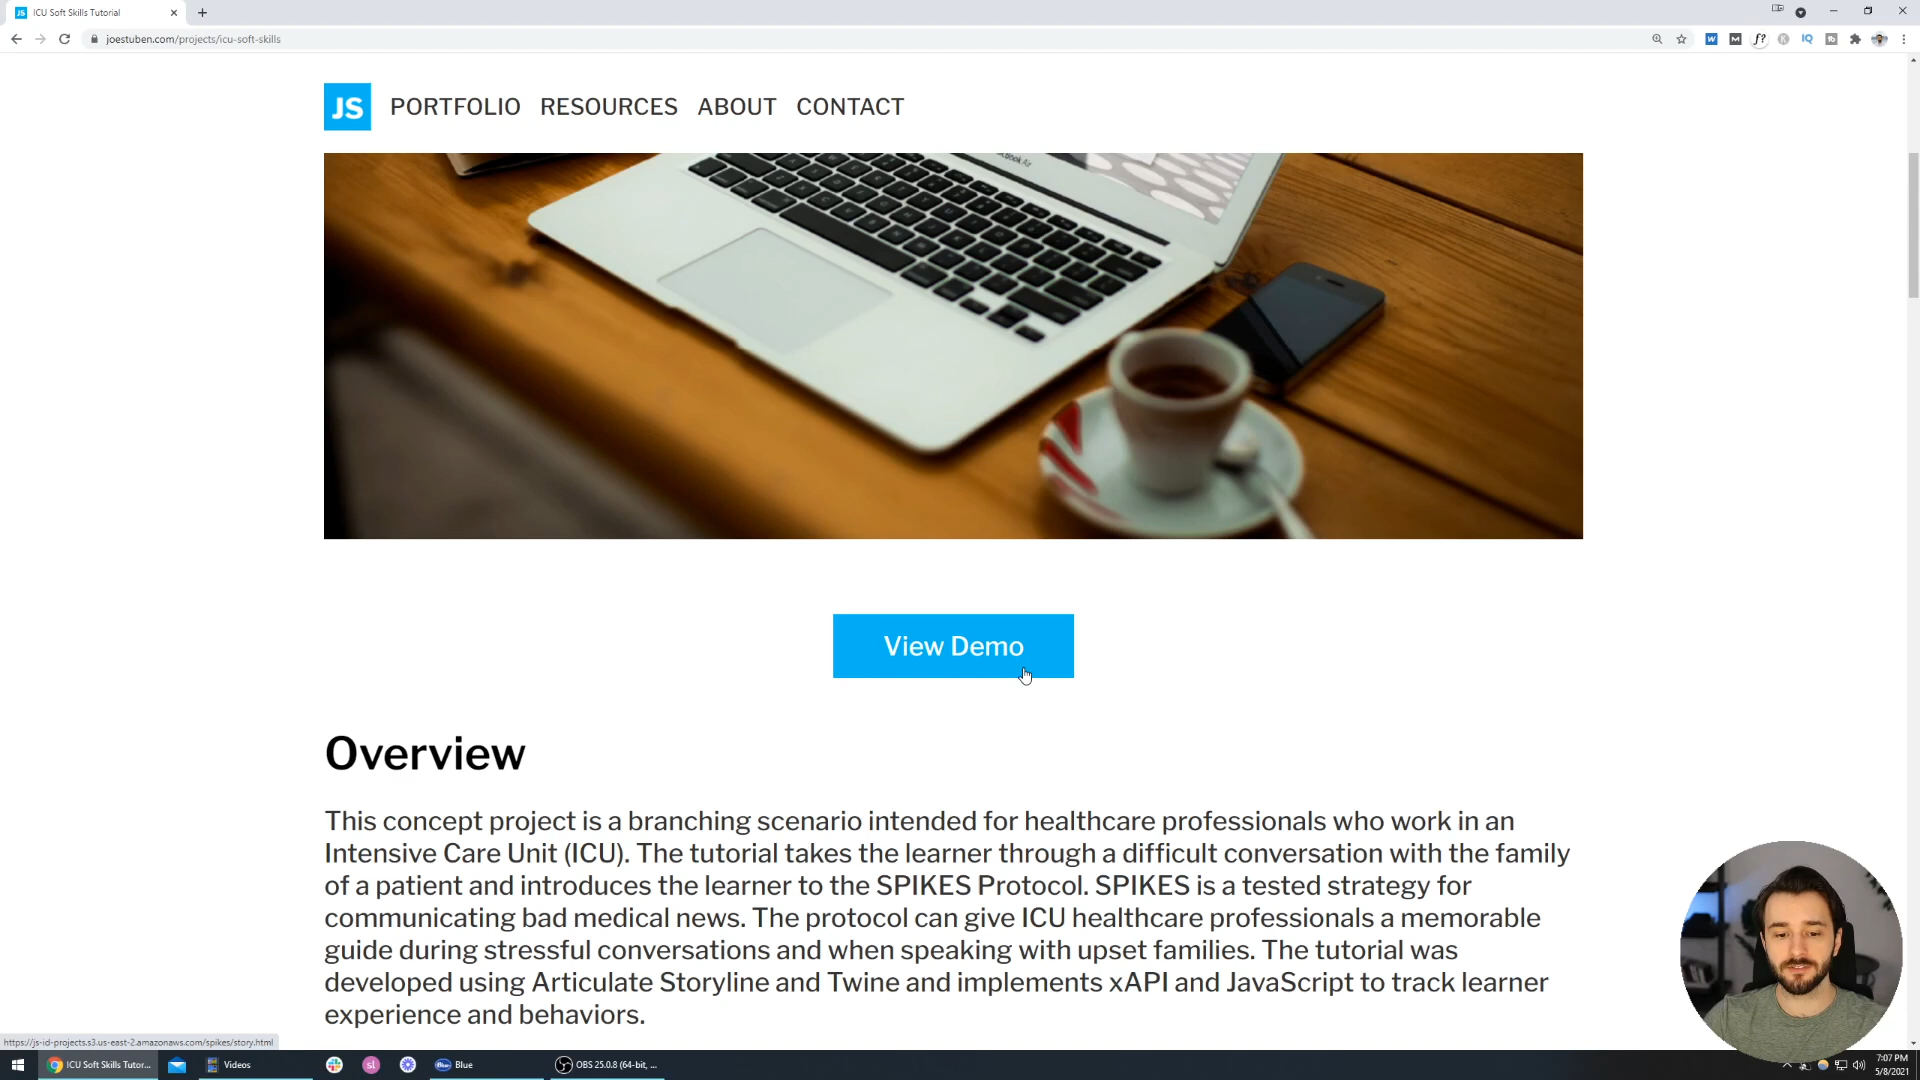 JS ICU Soft Skills Tutorial
joestuben.com/projects/icu-soft-skills
JS PORTFOLIO RESOURCES ABOUT CONTACT
View Demo
Overview
This concept project is a branching scenario intended for healthcare professionals who work in an
Intensive Care Unit (ICU). The tutorial takes the learner through a difficult conversation with the family
of a patient and introduces the learner to the SPIKES Protocol. SPIKES is a tested strategy for
communicating bad medical news. The protocol can give ICU healthcare professionals a memorable
guide during stressful conversations and when speaking with upset families. The tutorial was
developed using Articulate Storyline and Twine and implements xAPI and JavaScript to track learner
experience and behaviors.
https://js-id-projects.s3.us-east-2.amazonaws.com/spikes/story.html
ICU Soft Skills Tutor... Videos sl Blue OBS 25.0.8 (64-bit, ...
7:07 PM
5/8/2021